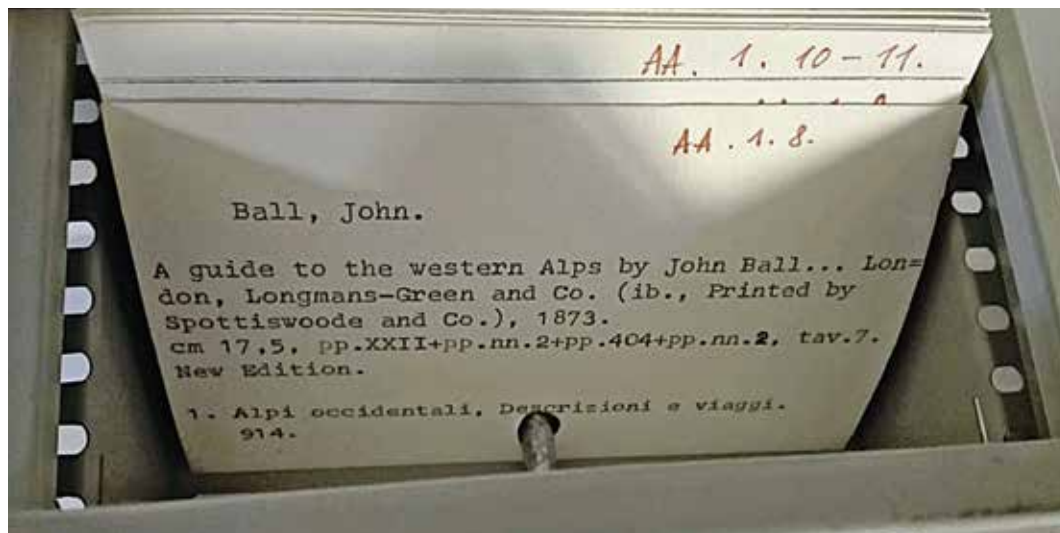 AA. 1. 10-11.
AA. 1. 8.
Ball, John.
A guide to the western Alps by John Ball... Lon=
don, Longmans-Green and Co. (ib., Printed by
Spottiswoode and Co.), 1873.
cm 17,5, pp.XXII+pp.nn.2+pp.404+pp.nn.2, tav.7.
New Edition.
1. Alpi occidentali, Descrizioni e viaggi.
914.